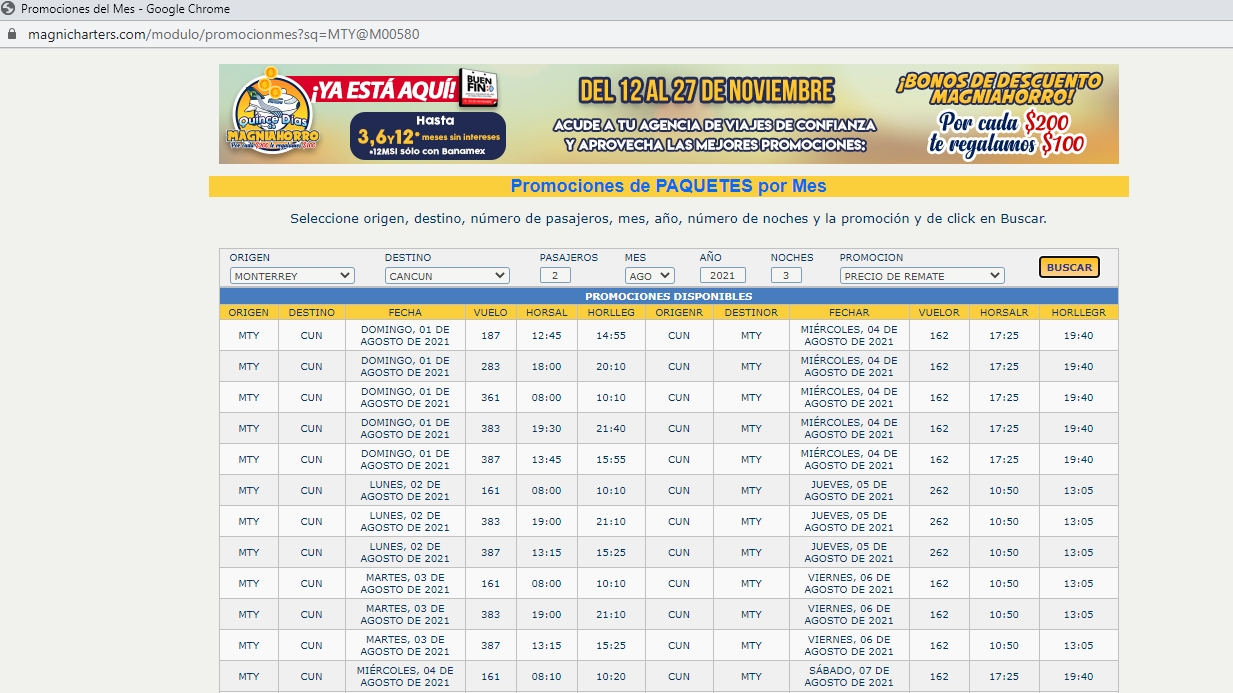 Promociones del Mes - Google Chrome
magnicharters.com/modulo/promocionmes?sq=MTY@M00580
Quince Días
MAGNIAHORRO
Por cada $200 te regalamos $100
¡YA ESTÁ AQUÍ!
BUEN
FIN
Hasta
3,6Y12* meses sin intereses
*12MSI sólo con Banamex
DEL 12 AL 27 DE NOVIEMBRE
ACUDE A TU AGENCIA DE VIAJES DE CONFIANZA
Y APROVECHA LAS MEJORES PROMOCIONES:
¡BONOS DE DESCUENTO
MAGNIAHORRO!
Por cada $200
te regalamos $100
Promociones de PAQUETES por Mes
Seleccione origen, destino, número de pasajeros, mes, año, número de noches y la promoción y de click en Buscar.
ORIGEN DESTINO PASAJEROS MES AÑO NOCHES PROMOCION
MONTERREY CANCUN 2 AGO 2021 3 PRECIO DE REMATE BUSCAR
PROMOCIONES DISPONIBLES
ORIGEN DESTINO FECHA VUELO HORSAL HORLLEG ORIGENR DESTINOR FECHAR VUELOR HORSALR HORLLEGR
MTY CUN DOMINGO, 01 DE AGOSTO DE 2021 187 12:45 14:55 CUN MTY MIÉRCOLES, 04 DE AGOSTO DE 2021 162 17:25 19:40
MTY CUN DOMINGO, 01 DE AGOSTO DE 2021 283 18:00 20:10 CUN MTY MIÉRCOLES, 04 DE AGOSTO DE 2021 162 17:25 19:40
MTY CUN DOMINGO, 01 DE AGOSTO DE 2021 361 08:00 10:10 CUN MTY MIÉRCOLES, 04 DE AGOSTO DE 2021 162 17:25 19:40
MTY CUN DOMINGO, 01 DE AGOSTO DE 2021 383 19:30 21:40 CUN MTY MIÉRCOLES, 04 DE AGOSTO DE 2021 162 17:25 19:40
MTY CUN DOMINGO, 01 DE AGOSTO DE 2021 387 13:45 15:55 CUN MTY MIÉRCOLES, 04 DE AGOSTO DE 2021 162 17:25 19:40
MTY CUN LUNES, 02 DE AGOSTO DE 2021 161 08:00 10:10 CUN MTY JUEVES, 05 DE AGOSTO DE 2021 262 10:50 13:05
MTY CUN LUNES, 02 DE AGOSTO DE 2021 383 19:00 21:10 CUN MTY JUEVES, 05 DE AGOSTO DE 2021 262 10:50 13:05
MTY CUN LUNES, 02 DE AGOSTO DE 2021 387 13:15 15:25 CUN MTY JUEVES, 05 DE AGOSTO DE 2021 262 10:50 13:05
MTY CUN MARTES, 03 DE AGOSTO DE 2021 161 08:00 10:10 CUN MTY VIERNES, 06 DE AGOSTO DE 2021 162 10:50 13:05
MTY CUN MARTES, 03 DE AGOSTO DE 2021 383 19:00 21:10 CUN MTY VIERNES, 06 DE AGOSTO DE 2021 162 10:50 13:05
MTY CUN MARTES, 03 DE AGOSTO DE 2021 387 13:15 15:25 CUN MTY VIERNES, 06 DE AGOSTO DE 2021 162 10:50 13:05
MTY CUN MIÉRCOLES, 04 DE AGOSTO DE 2021 161 08:10 10:20 CUN MTY SÁBADO, 07 DE AGOSTO DE 2021 162 17:25 19:40